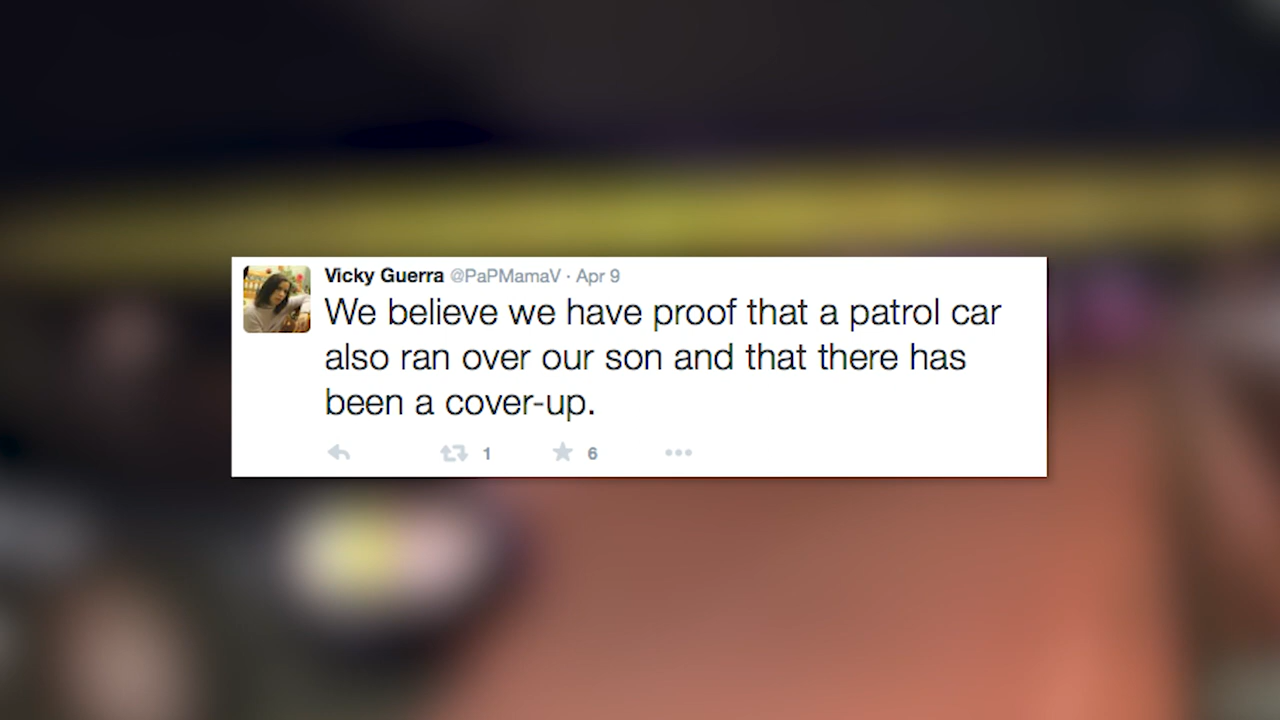 Vicky Guerra @PaPMamaV · Apr 9
We believe we have proof that a patrol car
also ran over our son and that there has
been a cover-up.
1 6